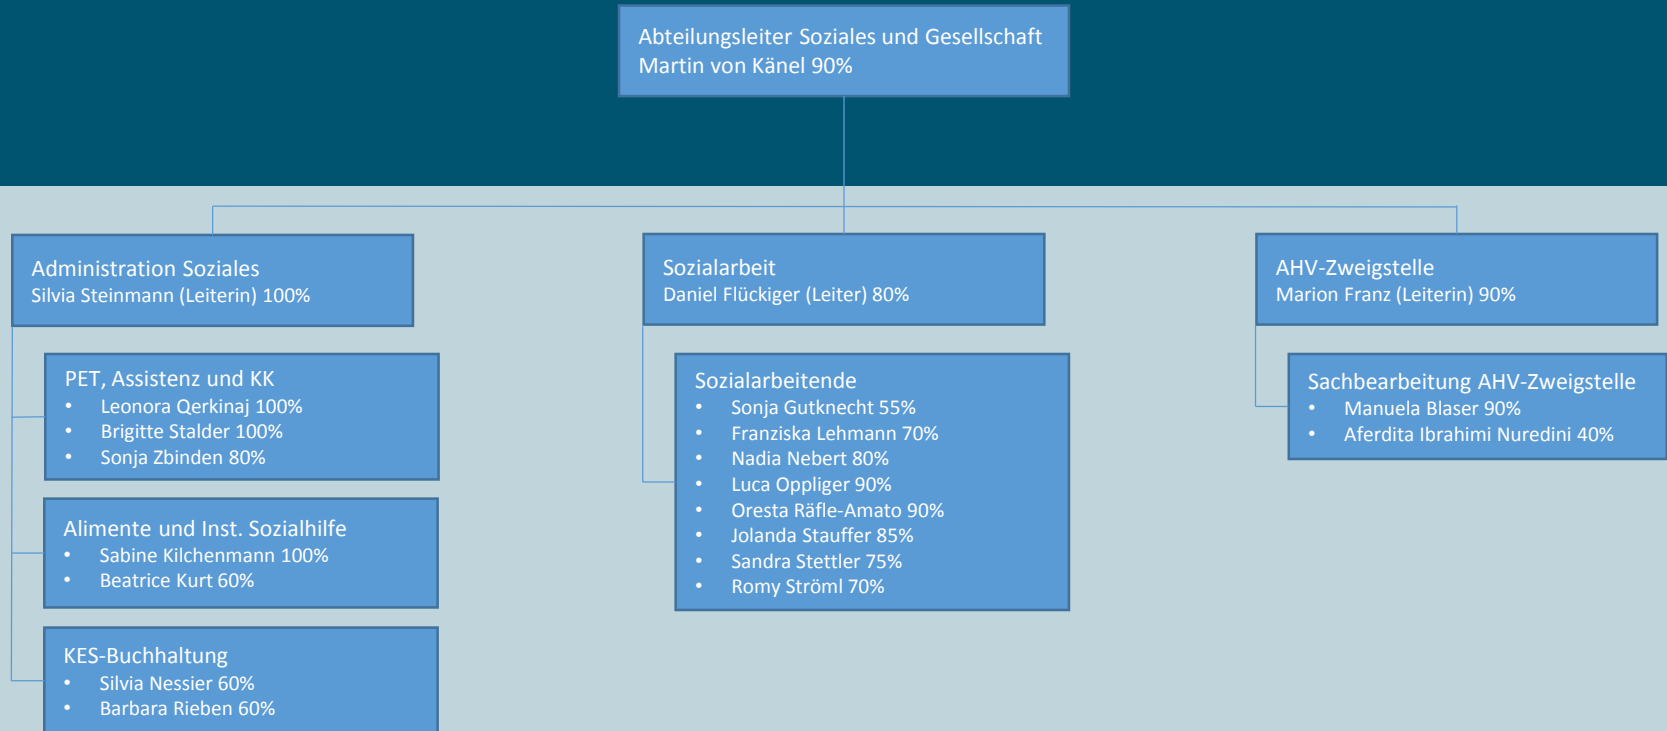 Abteilungsleiter Soziales und Gesellschaft
Martin von Känel 90%
Administration Soziales
Silvia Steinmann (Leiterin) 100%
PET, Assistenz und KK
• Leonora Qerkinaj 100%
• Brigitte Stalder 100%
• Sonja Zbinden 80%
Alimente und Inst. Sozialhilfe
• Sabine Kilchenmann 100%
• Beatrice Kurt 60%
KES-Buchhaltung
• Silvia Nessier 60%
• Barbara Rieben 60%
Sozialarbeit
Daniel Flückiger (Leiter) 80%
Sozialarbeitende
• Sonja Gutknecht 55%
• Franziska Lehmann 70%
• Nadia Nebert 80%
• Luca Oppliger 90%
• Oresta Räfle-Amato 90%
• Jolanda Stauffer 85%
• Sandra Stettler 75%
• Romy Ströml 70%
AHV-Zweigstelle
Marion Franz (Leiterin) 90%
Sachbearbeitung AHV-Zweigstelle
• Manuela Blaser 90%
• Aferdita Ibrahimi Nuredini 40%